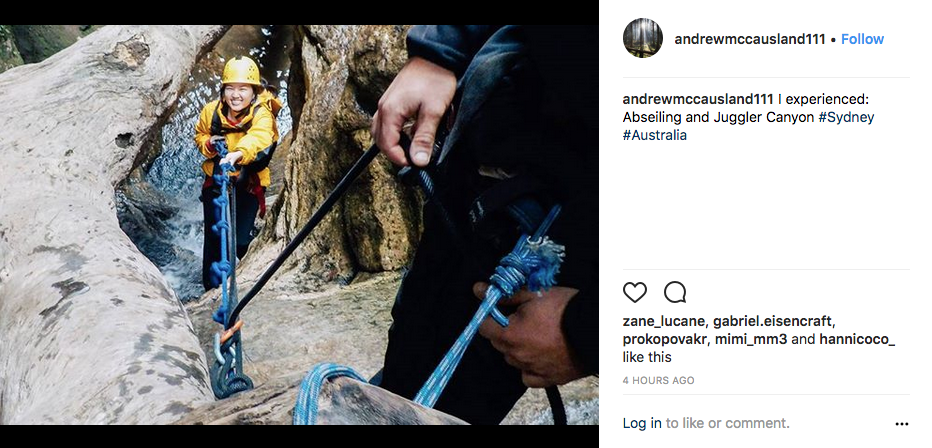 andrewmccausland111 • Follow
andrewmccausland111 I experienced:
Abseiling and Juggler Canyon #Sydney
#Australia
zane_lucane, gabriel.eisencraft,
prokopovakr, mimi_mm3 and hannicoco_
like this
4 HOURS AGO
Log in to like or comment.